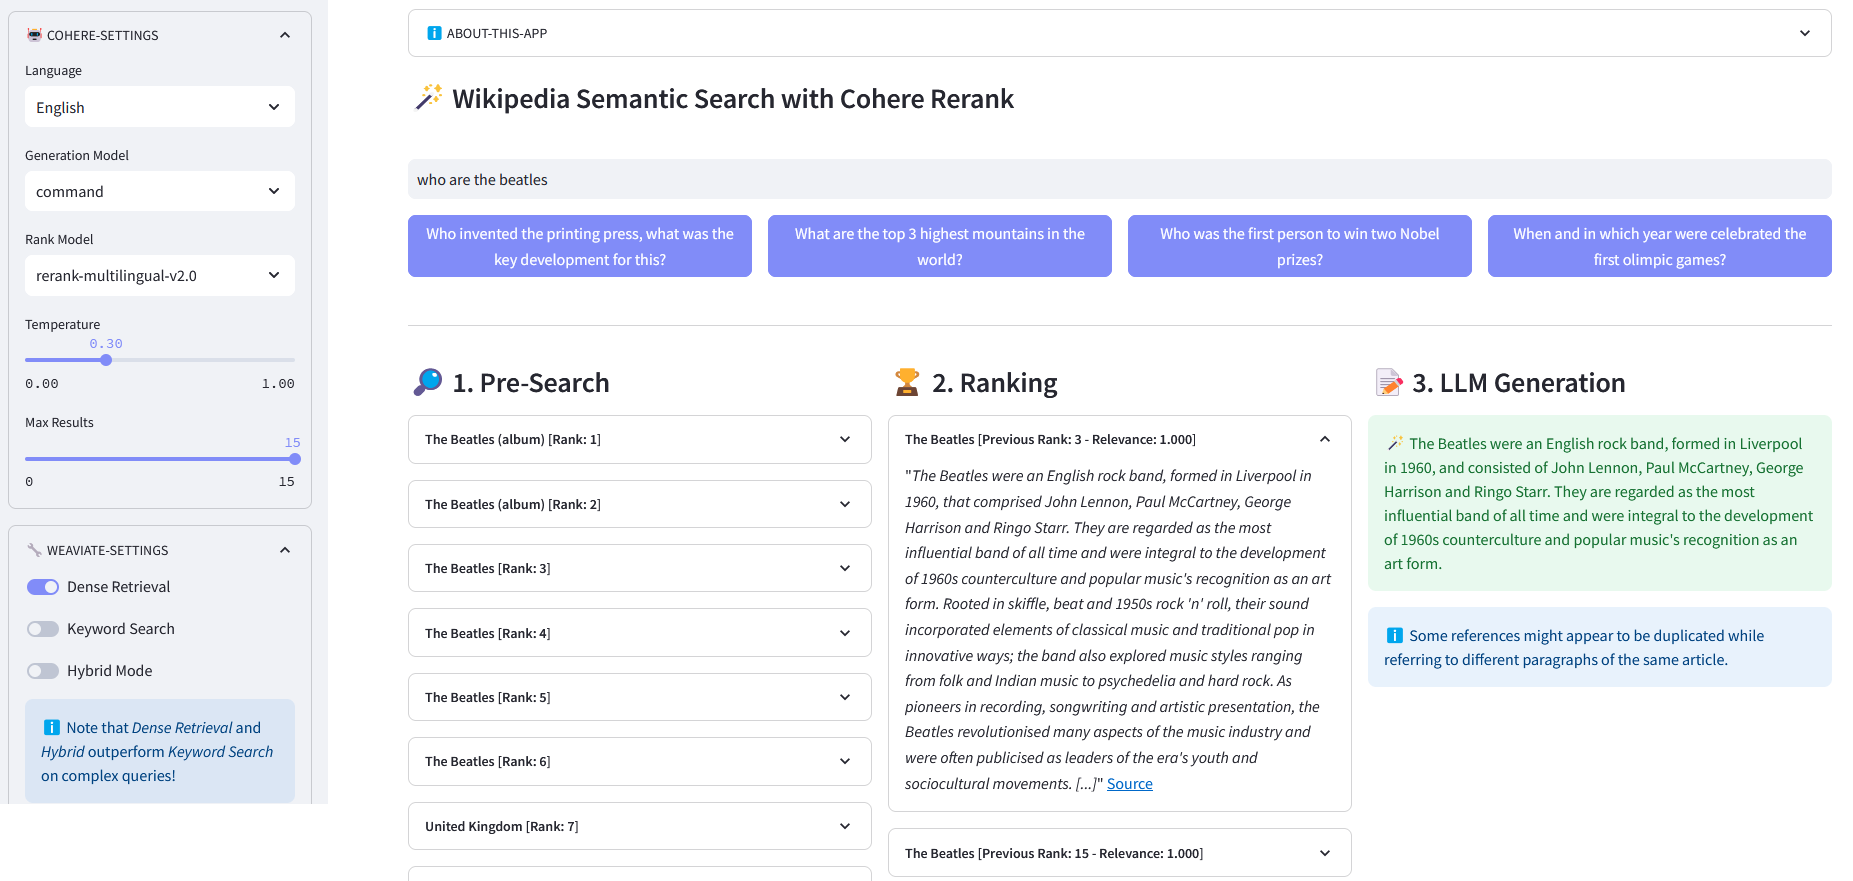 COHERE-SETTINGS
Language
English
Generation Model
command
Rank Model
rerank-multilingual-v2.0
Temperature
0.30
0.00 1.00
Max Results
15
0 15
WEAVIATE-SETTINGS
Dense Retrieval
Keyword Search
Hybrid Mode
Note that Dense Retrieval and
Hybrid outperform Keyword Search
on complex queries!
ABOUT-THIS-APP
Wikipedia Semantic Search with Cohere Rerank
who are the beatles
Who invented the printing press, what was the
key development for this?
What are the top 3 highest mountains in the
world?
Who was the first person to win two Nobel
prizes?
When and in which year were celebrated the
first olimpic games?
1. Pre-Search
The Beatles (album) [Rank: 1]
The Beatles (album) [Rank: 2]
The Beatles [Rank: 3]
The Beatles [Rank: 4]
The Beatles [Rank: 5]
The Beatles [Rank: 6]
United Kingdom [Rank: 7]
2. Ranking
The Beatles [Previous Rank: 3 - Relevance: 1.000]
"The Beatles were an English rock band, formed in Liverpool in
1960, that comprised John Lennon, Paul McCartney, George
Harrison and Ringo Starr. They are regarded as the most
influential band of all time and were integral to the development
of 1960s counterculture and popular music's recognition as an art
form. Rooted in skiffle, beat and 1950s rock 'n' roll, their sound
incorporated elements of classical music and traditional pop in
innovative ways; the band also explored music styles ranging
from folk and Indian music to psychedelia and hard rock. As
pioneers in recording, songwriting and artistic presentation, the
Beatles revolutionised many aspects of the music industry and
were often publicised as leaders of the era's youth and
sociocultural movements. [...]" Source
The Beatles [Previous Rank: 15 - Relevance: 1.000]
3. LLM Generation
The Beatles were an English rock band, formed in Liverpool
in 1960, and consisted of John Lennon, Paul McCartney, George
Harrison and Ringo Starr. They are regarded as the most
influential band of all time and were integral to the development
of 1960s counterculture and popular music's recognition as an
art form.
Some references might appear to be duplicated while
referring to different paragraphs of the same article.